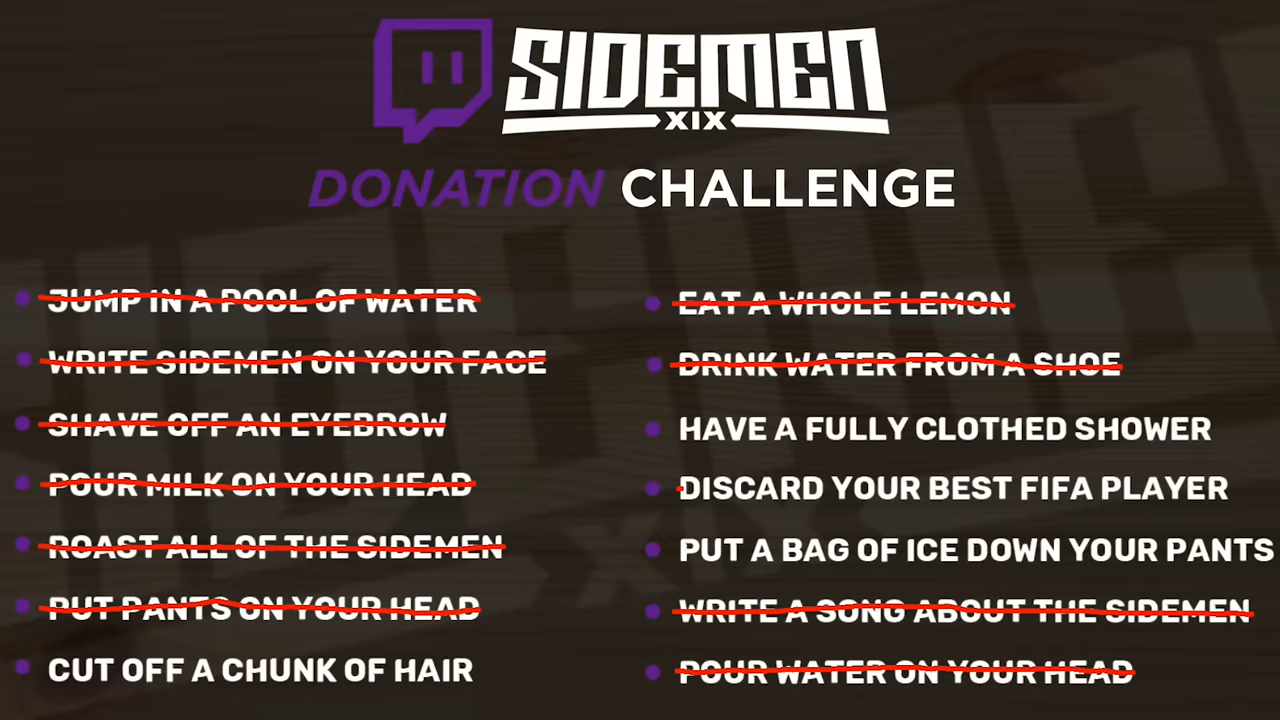 SIDEMEN
XIX
DONATION CHALLENGE
JUMP IN A POOL OF WATER
WRITE SIDEMEN ON YOUR FACE
SHAVE OFF AN EYEBROW
POUR MILK ON YOUR HEAD
ROAST ALL OF THE SIDEMEN
PUT PANTS ON YOUR HEAD
CUT OFF A CHUNK OF HAIR
EAT A WHOLE LEMON
DRINK WATER FROM A SHOE
HAVE A FULLY CLOTHED SHOWER
DISCARD YOUR BEST FIFA PLAYER
PUT A BAG OF ICE DOWN YOUR PANTS
WRITE A SONG ABOUT THE SIDEMEN
POUR WATER ON YOUR HEAD